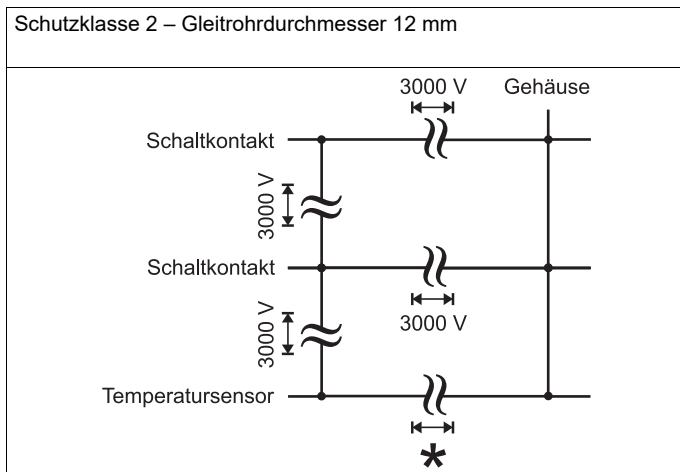 Schutzklasse 2 – Gleitrohrdurchmesser 12 mm
3000 V Gehäuse
Schaltkontakt
3000 V
Schaltkontakt
3000 V
3000 V
Temperatursensor
*